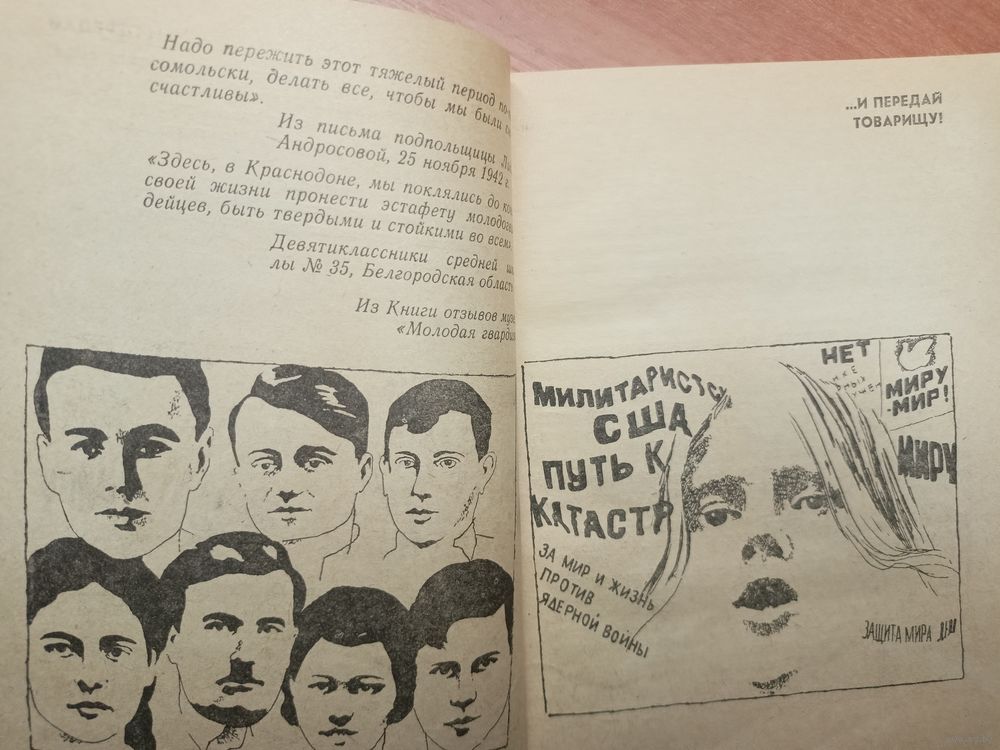 Надо пережить этот тяжелый период по-
сомольски, делать все, чтобы мы были
счастливы».
Из письма подпольщицы
Андросовой, 25 ноября 1942 г.
«Здесь, в Краснодоне, мы поклялись до
своей жизни пронести эстафету
дейцев, быть твердыми и стойкими во всем
Девятиклассники средней
лы № 35, Белгородская область
Из Книги отзывов
«Молодая гвардия
...И ПЕРЕДАЙ
ТОВАРИЩУ!
МИЛИТАРИСТСК
США
ПУТЬ К
КАТАСТР
ЗА МИР И ЖИЗНЬ
ПРОТИВ
ЯДЕРНОЙ ВОЙНЫ
НЕТ
МИРУ
-МИР!
МИРУ
ЗАЩИТА МИРА